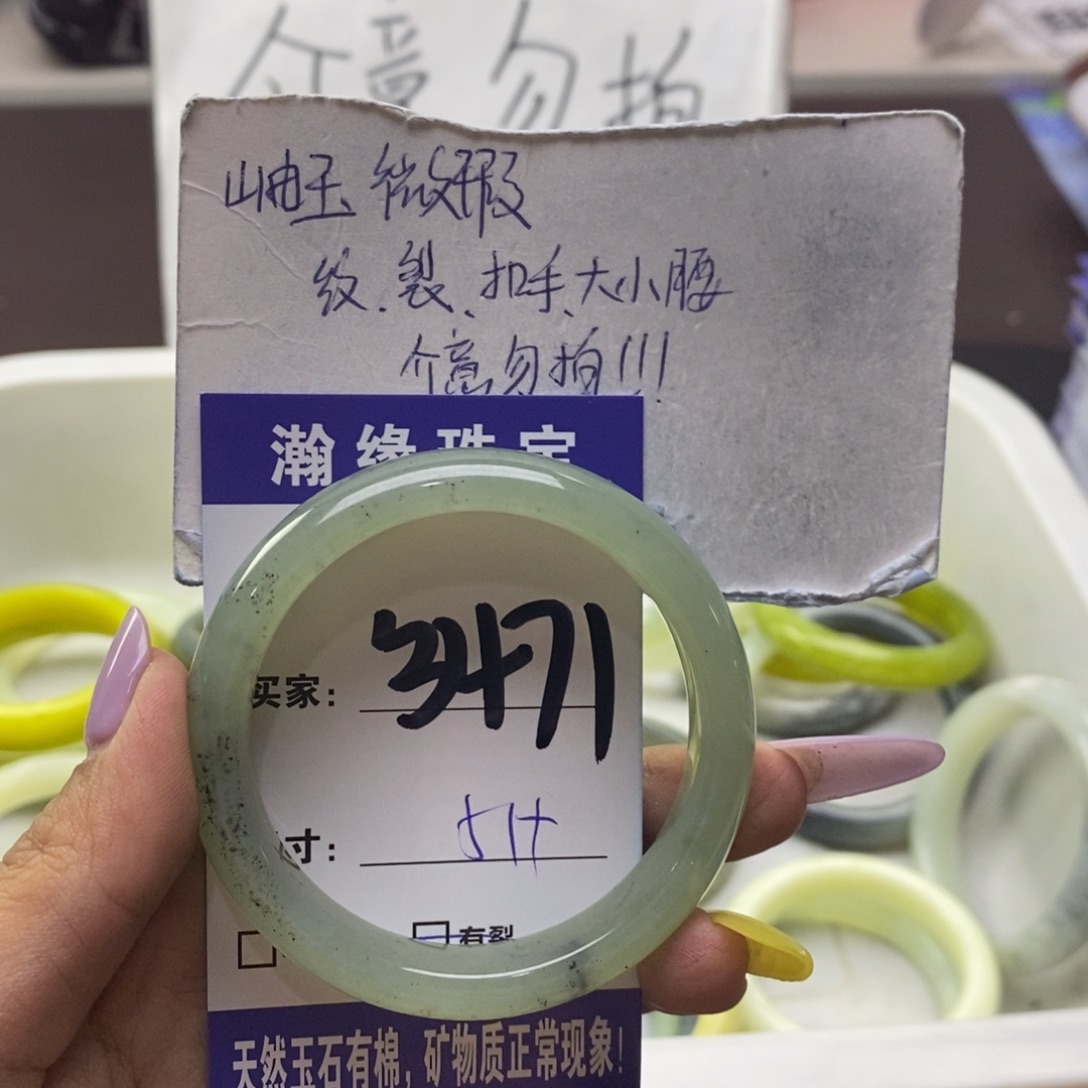 介意勿拍
岫玉 微瑕
纹、裂、扣手、大小腰
介意勿拍!!!
瀚缘珠宝
买家: 3471
寸:
有裂
天然玉石有棉,矿物质正常现象!